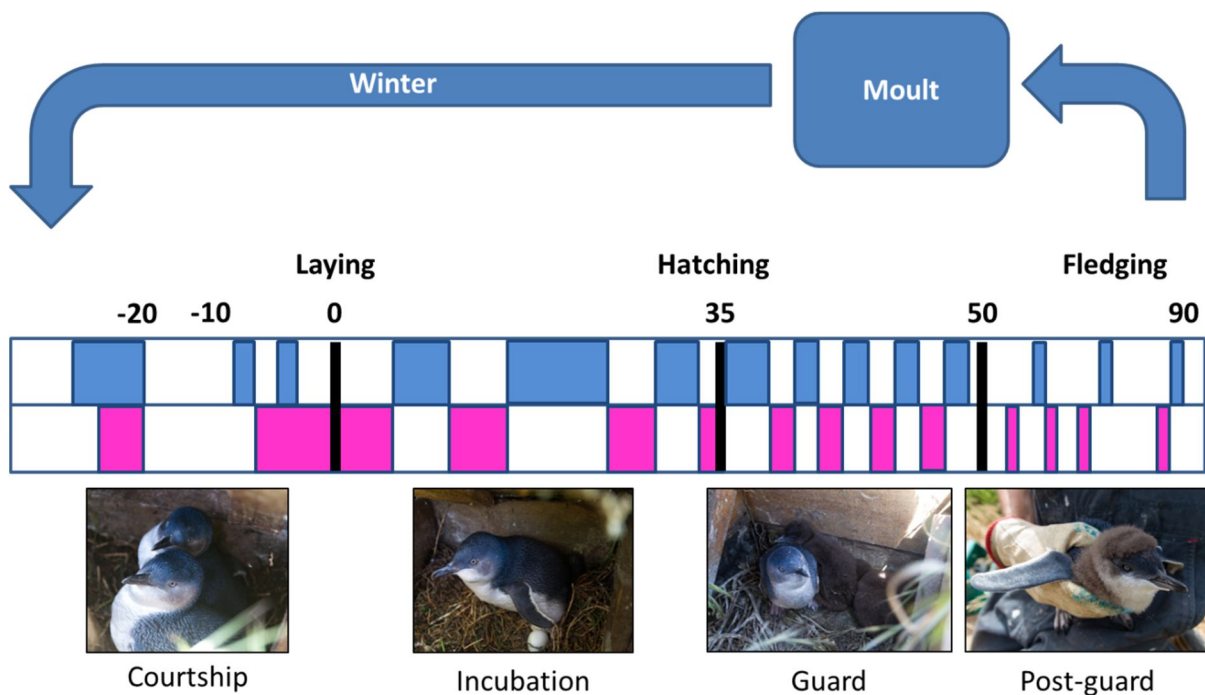 Winter
Moult
Laying Hatching Fledging
-20 -10 0 35 50 90
Courtship Incubation Guard Post-guard